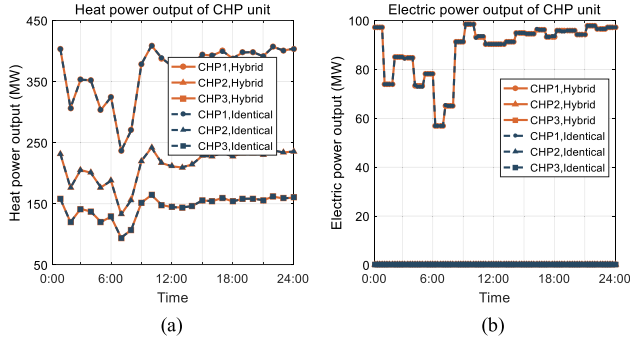 Heat power output of CHP unit
450
350
250
150
50
Heat power output (MW)
CHP1,Hybrid
CHP2,Hybrid
CHP3,Hybrid
CHP1,Identical
CHP2,Identical
CHP3,Identical
0:00 6:00 12:00 18:00 24:00
Time
(a)
Electric power output of CHP unit
100
80
60
40
20
0
Electric power output (MW)
CHP1,Hybrid
CHP2,Hybrid
CHP3,Hybrid
CHP1,Identical
CHP2,Identical
CHP3,Identical
0:00 6:00 12:00 18:00 24:00
Time
(b)